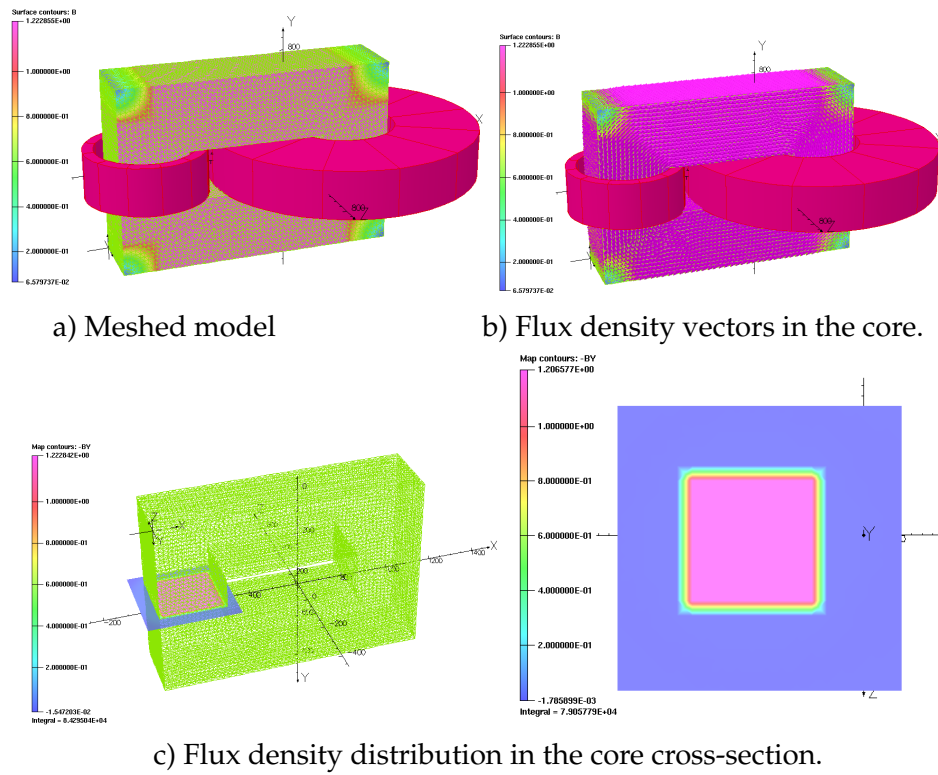 Surface contours: B
1.222855E+00
1.000000E+00
8.000000E-01
6.000000E-01
4.000000E-01
2.000000E-01
6.579737E-02
Y
800
X
800
Z
a) Meshed model
Surface contours: B
1.222855E+00
1.000000E+00
8.000000E-01
6.000000E-01
4.000000E-01
2.000000E-01
6.579737E-02
Y
800
X
800
b) Flux density vectors in the core.
Map contours: -BY
1.222842E+00
1.000000E+00
8.000000E-01
6.000000E-01
4.000000E-01
2.000000E-01
-1.547203E-02
Integral = 8.429504E+04
Z
X
Y
0
200
X
1400
1200
200
0
400
-200
-200
-400
Y
Map contours: -BY
1.206577E+00
1.000000E+00
8.000000E-01
6.000000E-01
4.000000E-01
2.000000E-01
-1.785899E-03
Integral = 7.905779E+04
Y
Z
c) Flux density distribution in the core cross-section.